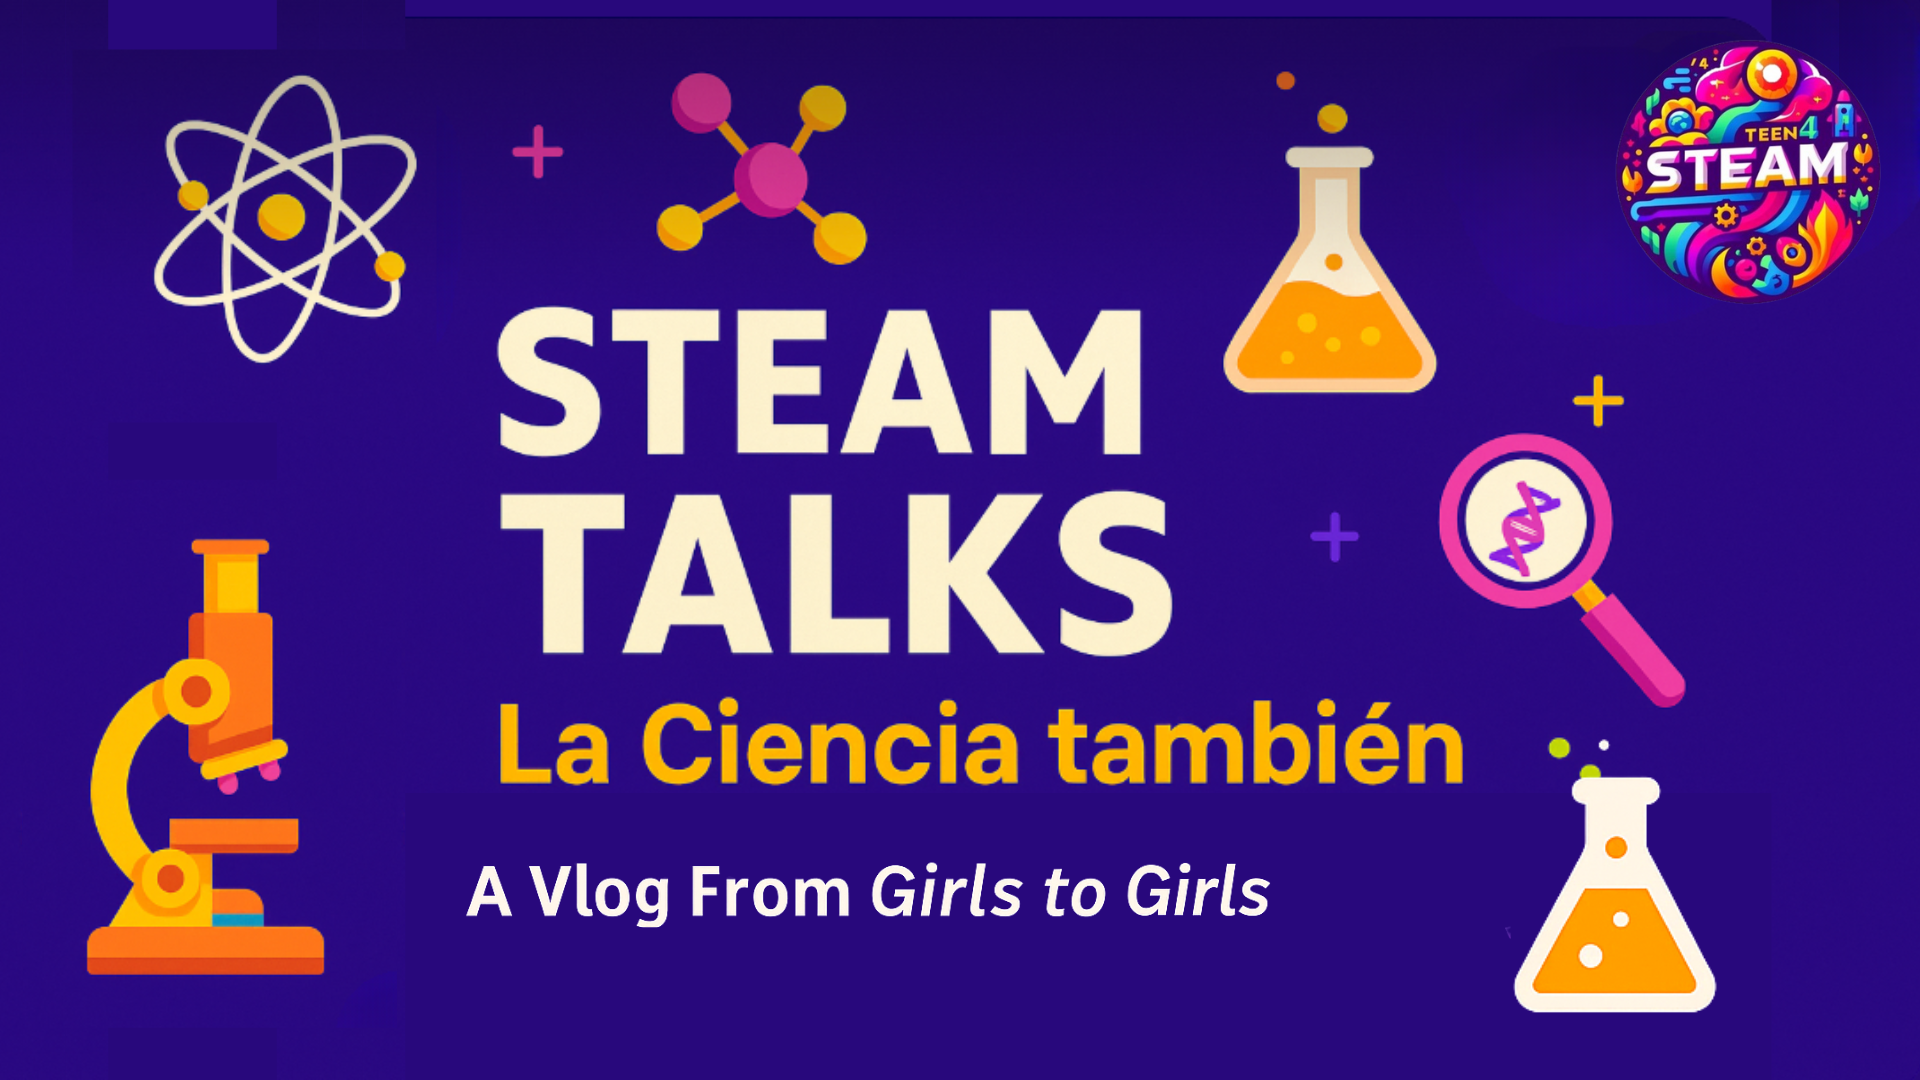 TEEN4
STEAM
STEAM
TALKS
La Ciencia también
A Vlog From Girls to Girls